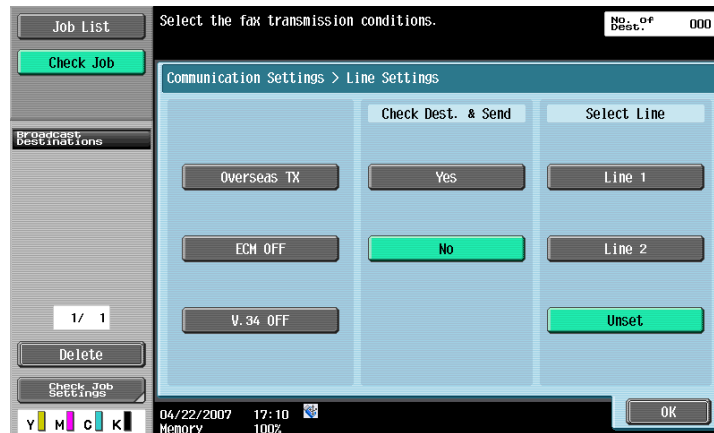 Job List
Select the fax transmission conditions.
No. of Dest. 000
Check Job
Communication Settings > Line Settings
Check Dest. & Send
Select Line
Broadcast
Destinations
Overseas TX
Yes
Line 1
ECM OFF
No
Line 2
1/ 1
V.34 OFF
Unset
Delete
Check Job
Settings
Y M C K
04/22/2007 17:10
Memory 100%
OK